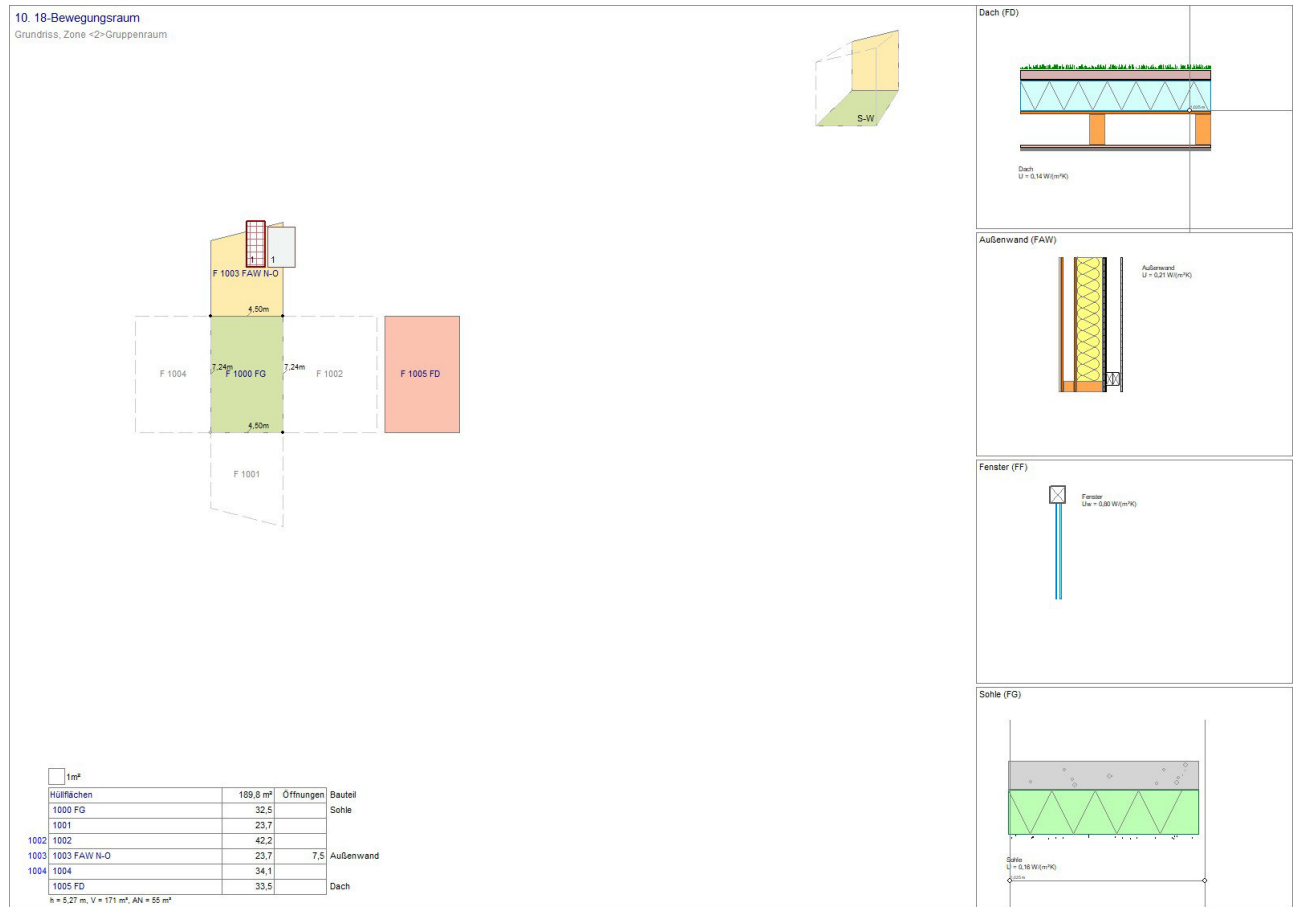 10. 18-Bewegungsraum
Grundriss, Zone <2>Gruppenraum
S-W
1
1
F 1003 FAW N-O
4,50m
F 1004
7,24m
F 1000 FG
7,24m
F 1002
F 1005 FD
4,50m
F 1001
1m²
Hüllflächen 189,8 m² Öffnungen Bauteil
1000 FG 32,5 Sohle
1001 23,7
1002 1002 42,2
1003 1003 FAW N-O 23,7 7,5 Außenwand
1004 1004 34,1
1005 FD 33,5 Dach
h = 5,27 m, V = 171 m³, AN = 55 m²
Dach (FD)
Dach
U = 0,14 W/(m²K)
Außenwand (FAW)
Außenwand
U = 0,21 W/(m²K)
Fenster (FF)
Fenster
Uw = 0,80 W/(m²K)
Sohle (FG)
Sohle
U = 0,16 W/(m²K)